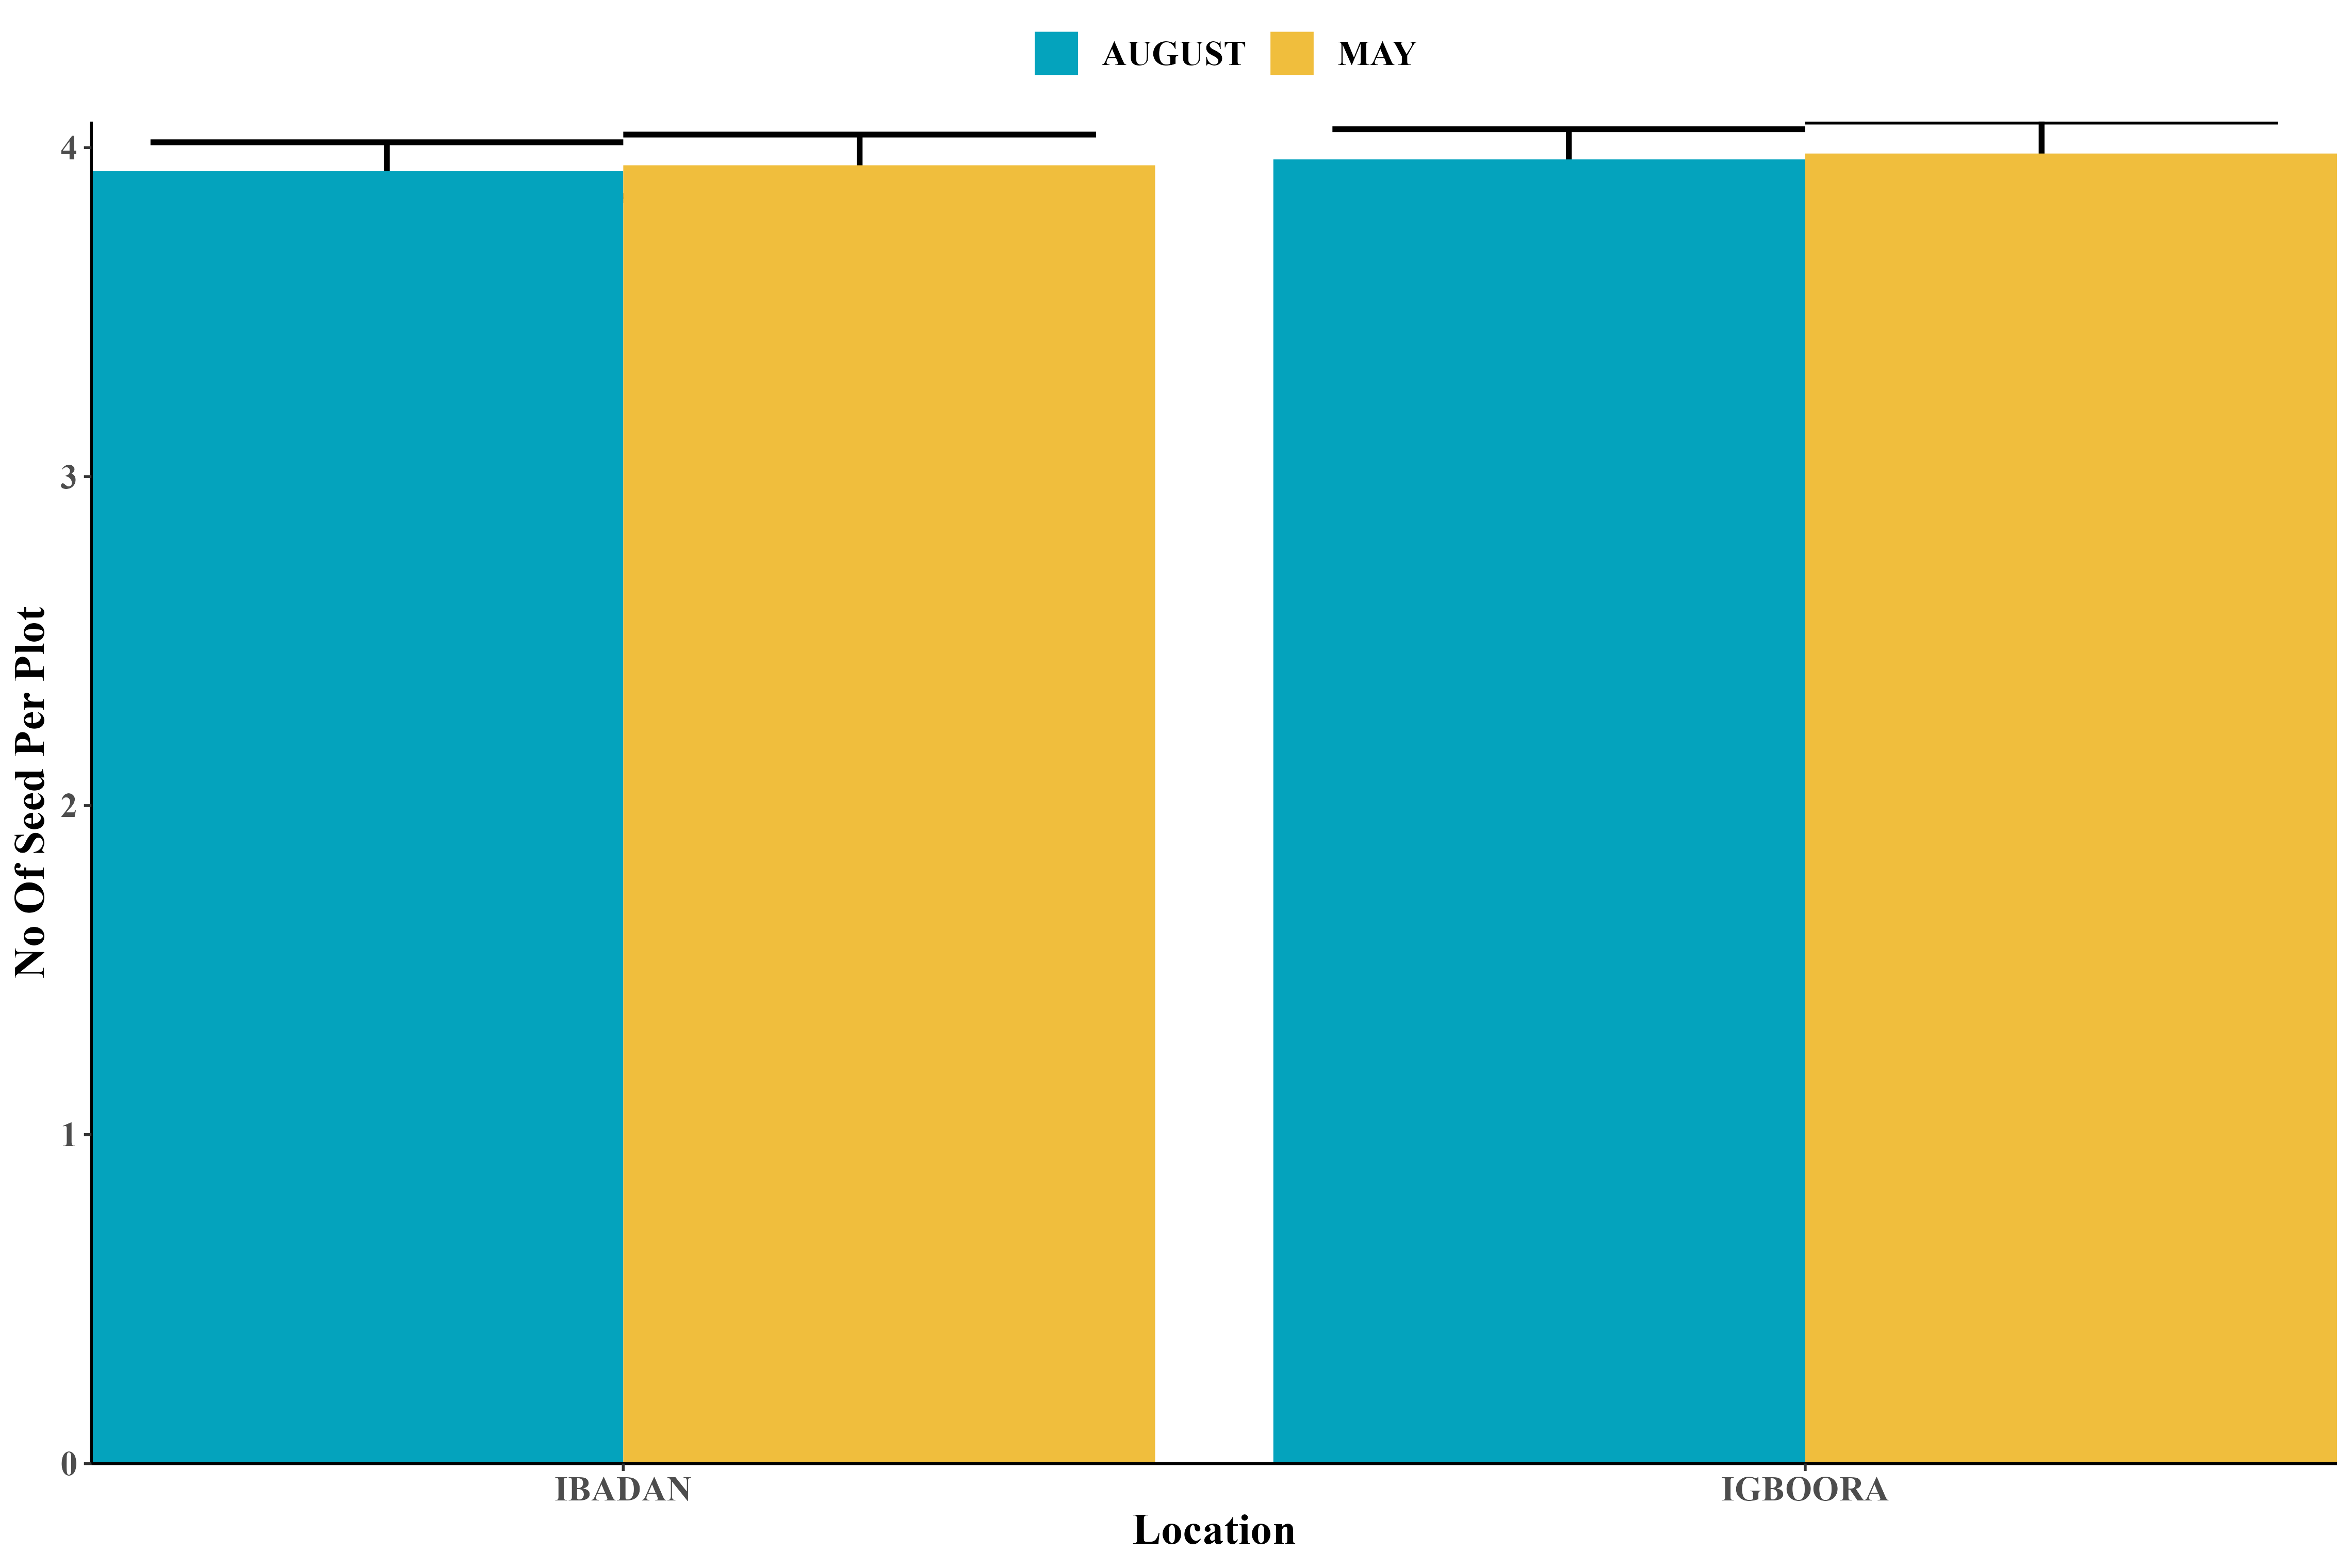 AUGUST MAY
4
3
2
1
0
No Of Seed Per Plot
IBADAN IGBOORA
Location